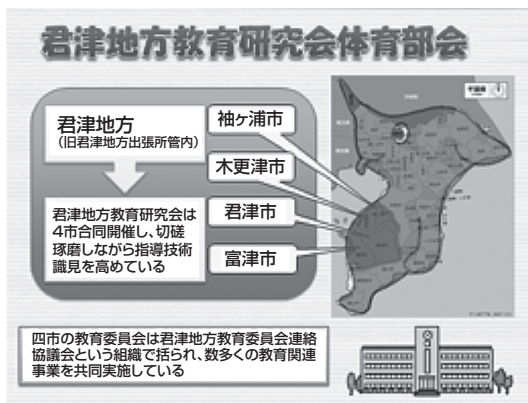 君津地方教育研究会体育部会
君津地方
(旧君津地方出張所管内)
君津地方教育研究会は
4市合同開催し、切磋
琢磨しながら指導技術
識見を高めている
袖ヶ浦市
木更津市
君津市
富津市
千葉県
四市の教育委員会は君津地方教育委員会連絡
協議会という組織で括られ、数多くの教育関連
事業を共同実施している